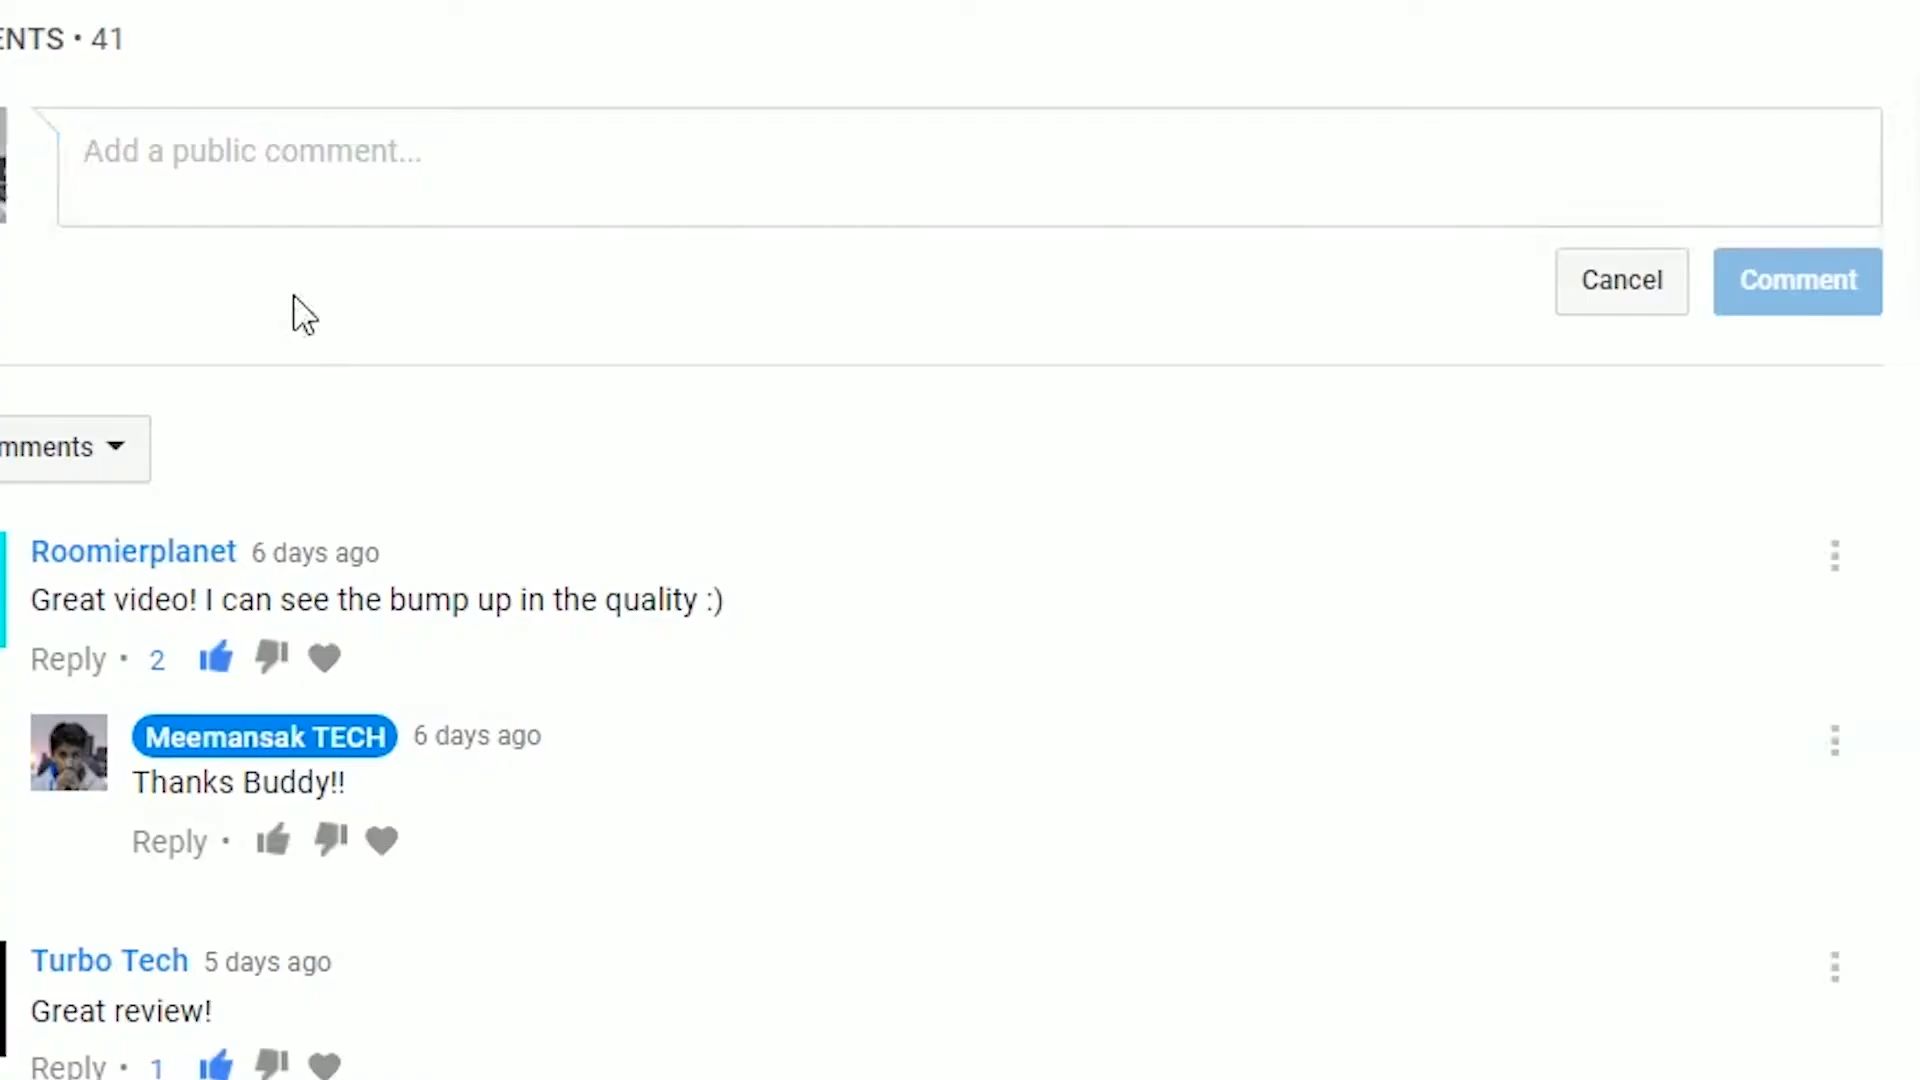 ENTS • 41
Add a public comment...
Cancel
Comment
mments
Roomierplanet 6 days ago
Great video! I can see the bump up in the quality :)
Reply • 2
Meemansak TECH 6 days ago
Thanks Buddy!!
Reply •
Turbo Tech 5 days ago
Great review!
Reply • 1